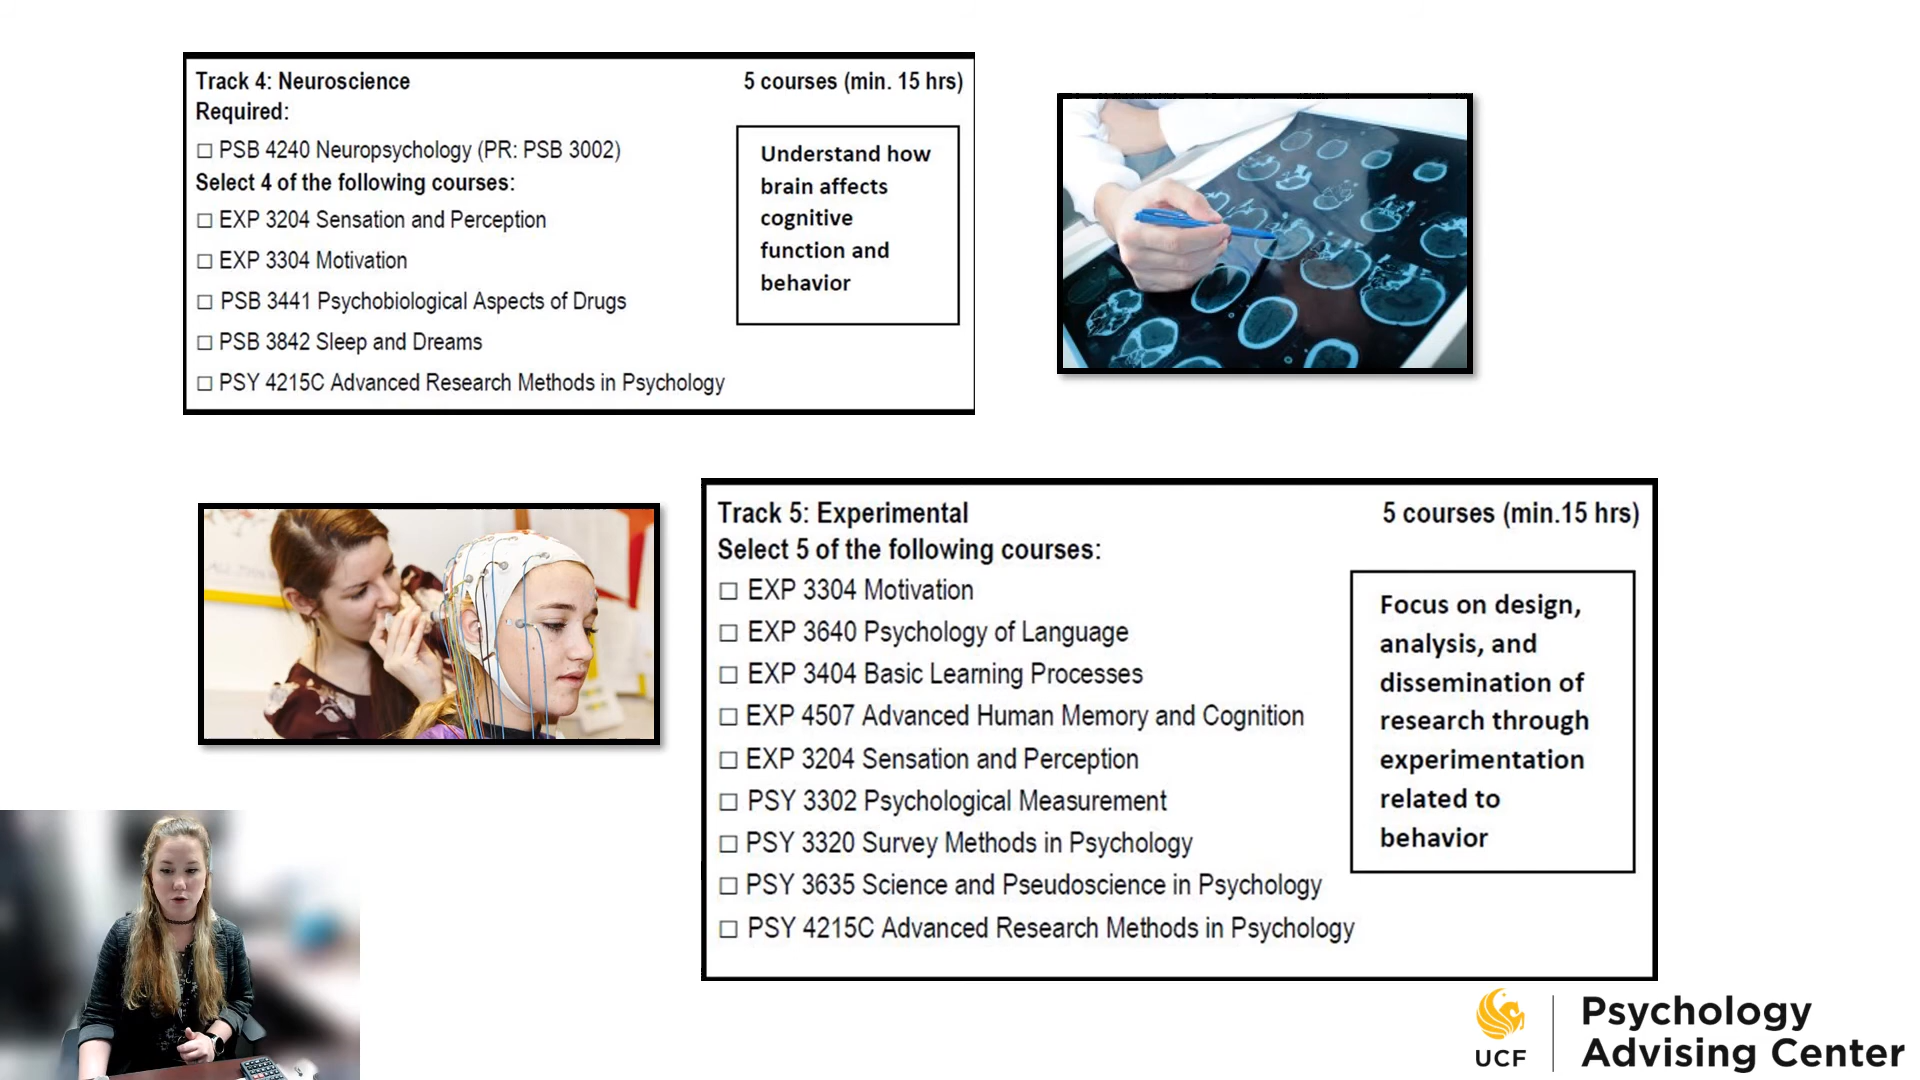 Track 4: Neuroscience 5 courses (min. 15 hrs)
Required:
☐ PSB 4240 Neuropsychology (PR: PSB 3002)
Select 4 of the following courses:
☐ EXP 3204 Sensation and Perception
☐ EXP 3304 Motivation
☐ PSB 3441 Psychobiological Aspects of Drugs
☐ PSB 3842 Sleep and Dreams
☐ PSY 4215C Advanced Research Methods in Psychology
Understand how
brain affects
cognitive
function and
behavior
Track 5: Experimental 5 courses (min.15 hrs)
Select 5 of the following courses:
☐ EXP 3304 Motivation
☐ EXP 3640 Psychology of Language
☐ EXP 3404 Basic Learning Processes
☐ EXP 4507 Advanced Human Memory and Cognition
☐ EXP 3204 Sensation and Perception
☐ PSY 3302 Psychological Measurement
☐ PSY 3320 Survey Methods in Psychology
☐ PSY 3635 Science and Pseudoscience in Psychology
☐ PSY 4215C Advanced Research Methods in Psychology
Focus on design,
analysis, and
dissemination of
research through
experimentation
related to
behavior
UCF
Psychology
Advising Center